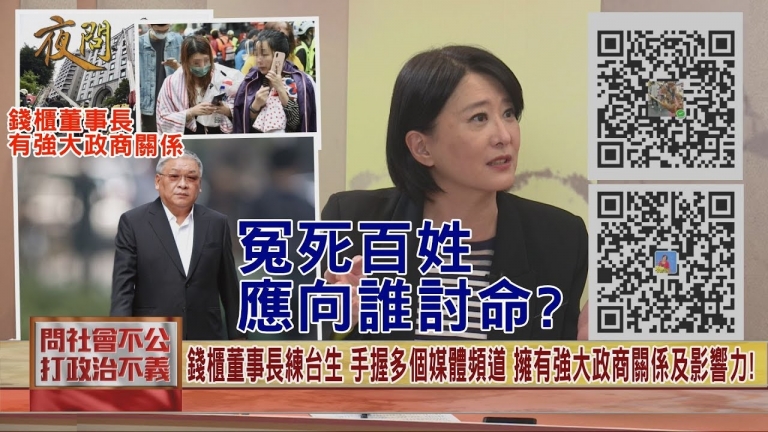 夜問
錢櫃董事長
有強大政商關係
冤死百姓
應向誰討命?
問社會不公
打政治不義
錢櫃董事長練台生 手握多個媒體頻道 擁有強大政商關係及影響力!